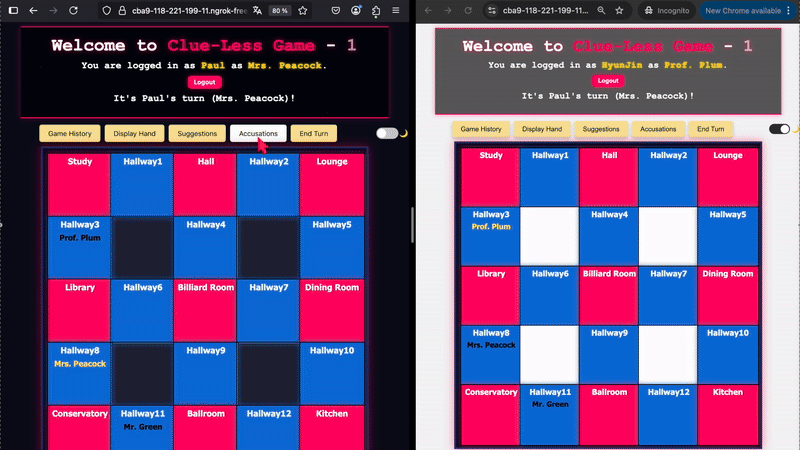 cba9-118-221-199-11.ngrok-free
80 %
Welcome to Clue-Less Game - 1
You are logged in as Paul as Mrs. Peacock.
Logout
It's Paul's turn (Mrs. Peacock)!
Game History Display Hand Suggestions Accusations End Turn
Study Hallway1 Hall Hallway2 Lounge
Hallway3 Hallway4 Hallway5
Prof. Plum
Library Hallway6 Billiard Room Hallway7 Dining Room
Hallway8 Hallway9 Hallway10
Mrs. Peacock
Conservatory Hallway11 Ballroom Hallway12 Kitchen
Mr. Green
cba9-118-221-199-11...
Incognito
New Chrome available
Welcome to Clue-Less Game - 1
You are logged in as HyunJin as Prof. Plum.
Logout
It's Paul's turn (Mrs. Peacock)!
Game History Display Hand Suggestions Accusations End Turn
Study Hallway1 Hall Hallway2 Lounge
Hallway3 Hallway4 Hallway5
Prof. Plum
Library Hallway6 Billiard Room Hallway7 Dining Room
Hallway8 Hallway9 Hallway10
Mrs. Peacock
Conservatory Hallway11 Ballroom Hallway12 Kitchen
Mr. Green